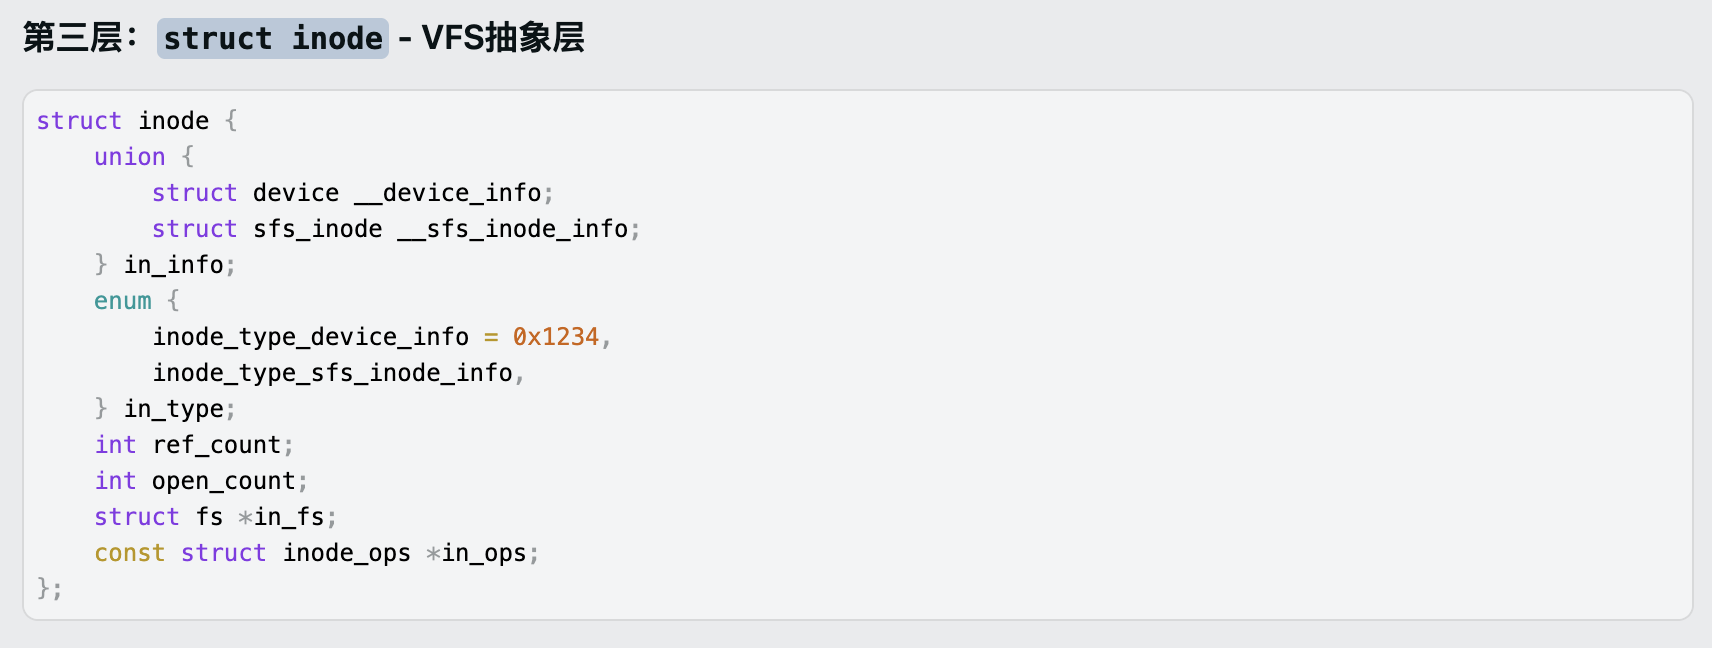 第三层：struct inode - VFS抽象层
struct inode {
    union {
        struct device __device_info;
        struct sfs_inode __sfs_inode_info;
    } in_info;
    enum {
        inode_type_device_info = 0x1234,
        inode_type_sfs_inode_info,
    } in_type;
    int ref_count;
    int open_count;
    struct fs *in_fs;
    const struct inode_ops *in_ops;
};